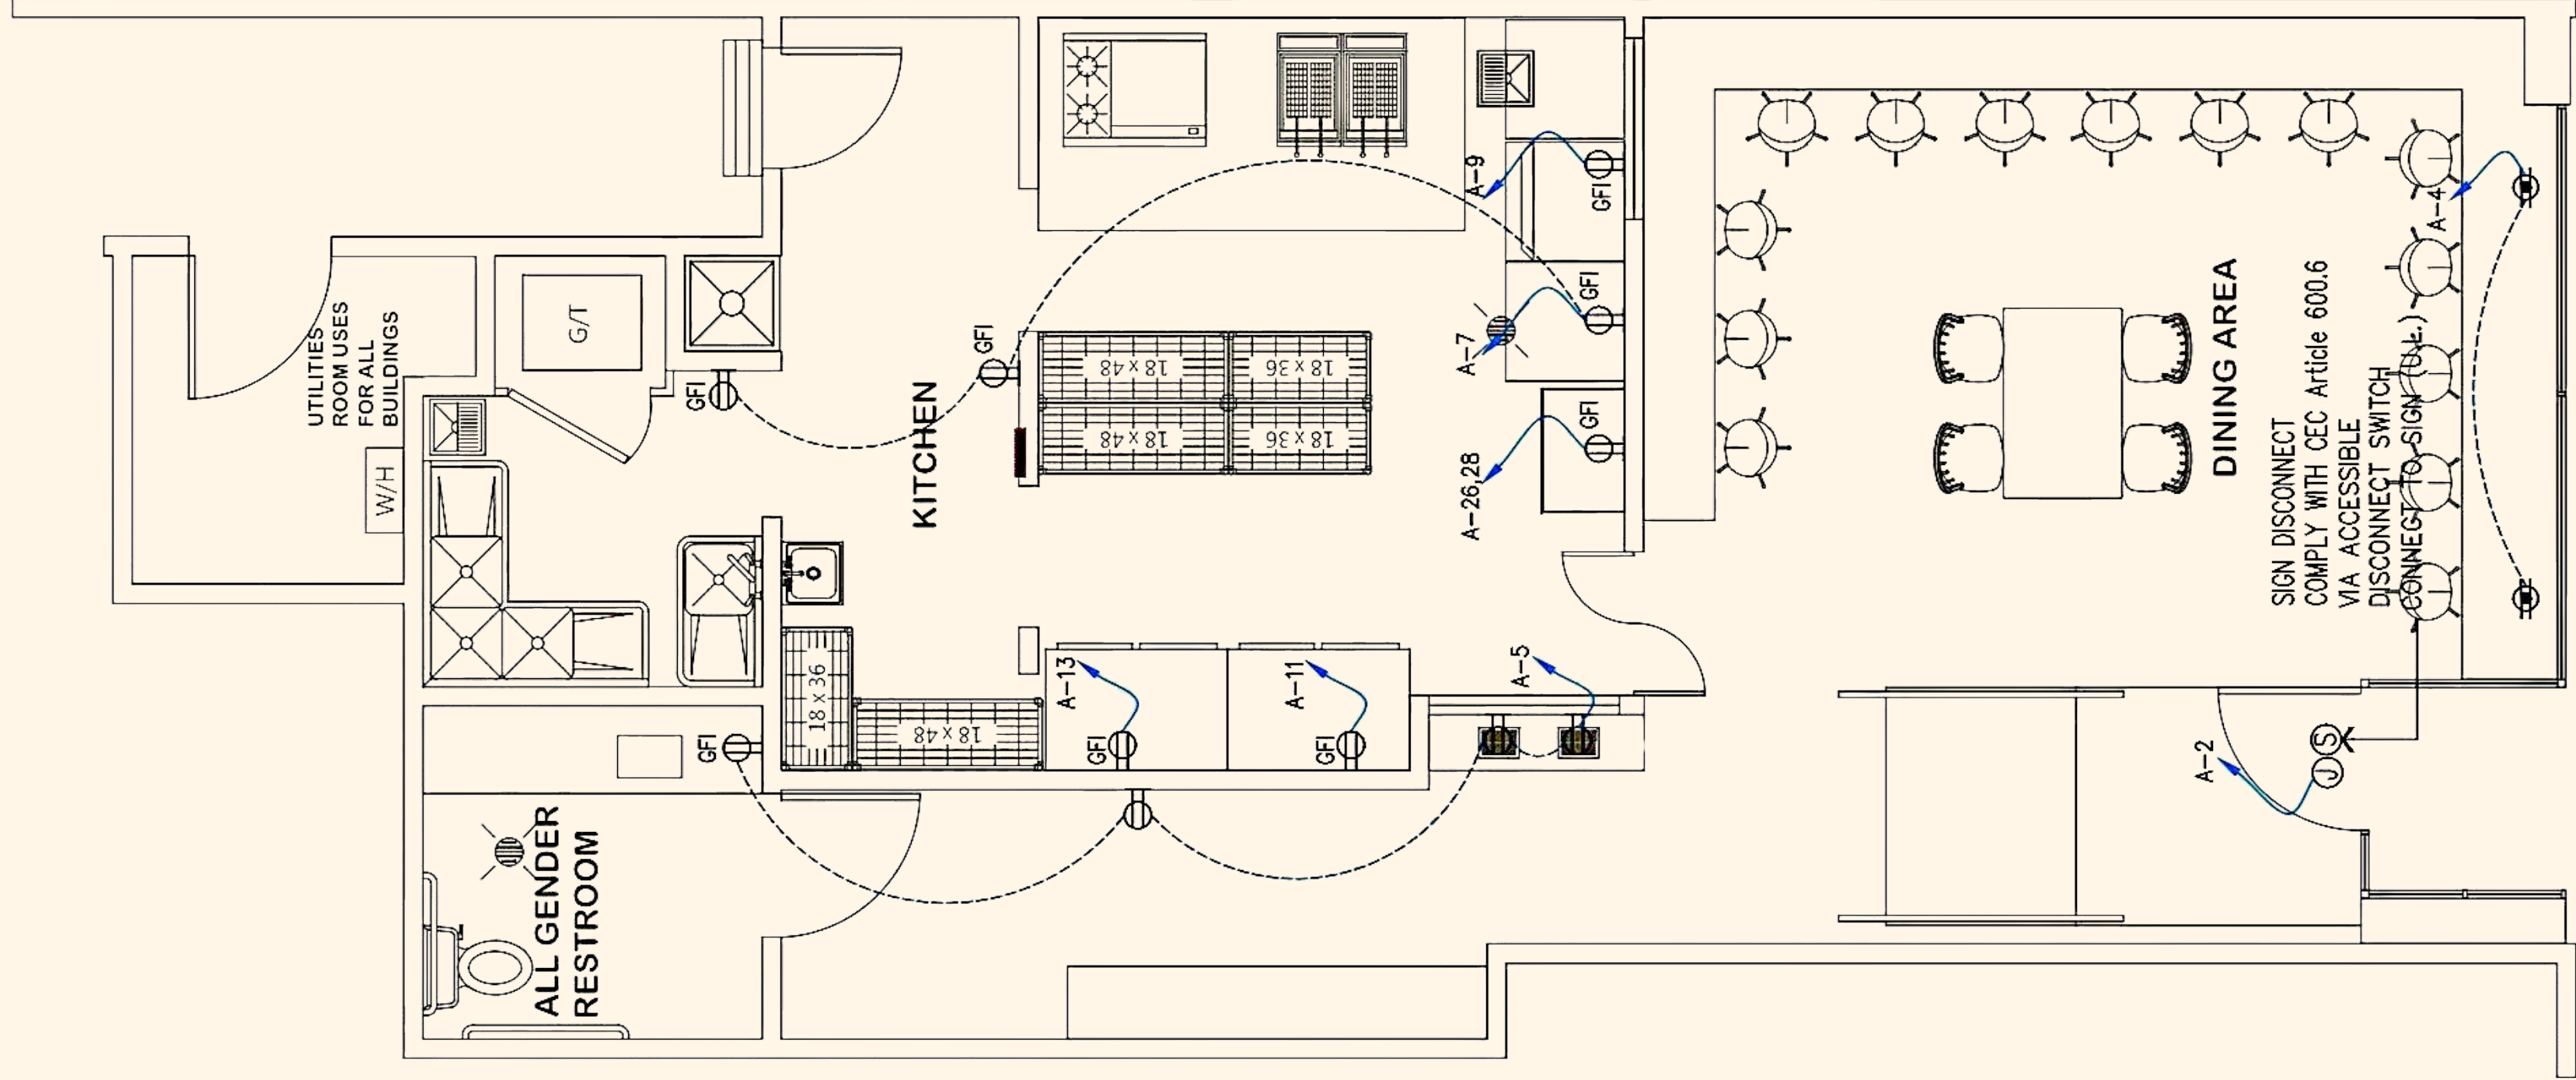 UTILITIES
ROOM USES
FOR ALL
BUILDINGS
W/H
G/T
GFI
KITCHEN
GFI
18 x 48
18 x 36
18 x 48
18 x 36
A-9
GFI
A-7
GFI
A-26,28
GFI
A-4
DINING AREA
SIGN DISCONNECT
COMPLY WITH CEC Article 600.6
VIA ACCESSIBLE
DISCONNECT SWITCH
CONNECT TO SIGN (U.L.)
18 x 36
18 x 48
A-13
GFI
A-11
GFI
A-5
GFI
ALL GENDER
RESTROOM
A-2
S
J